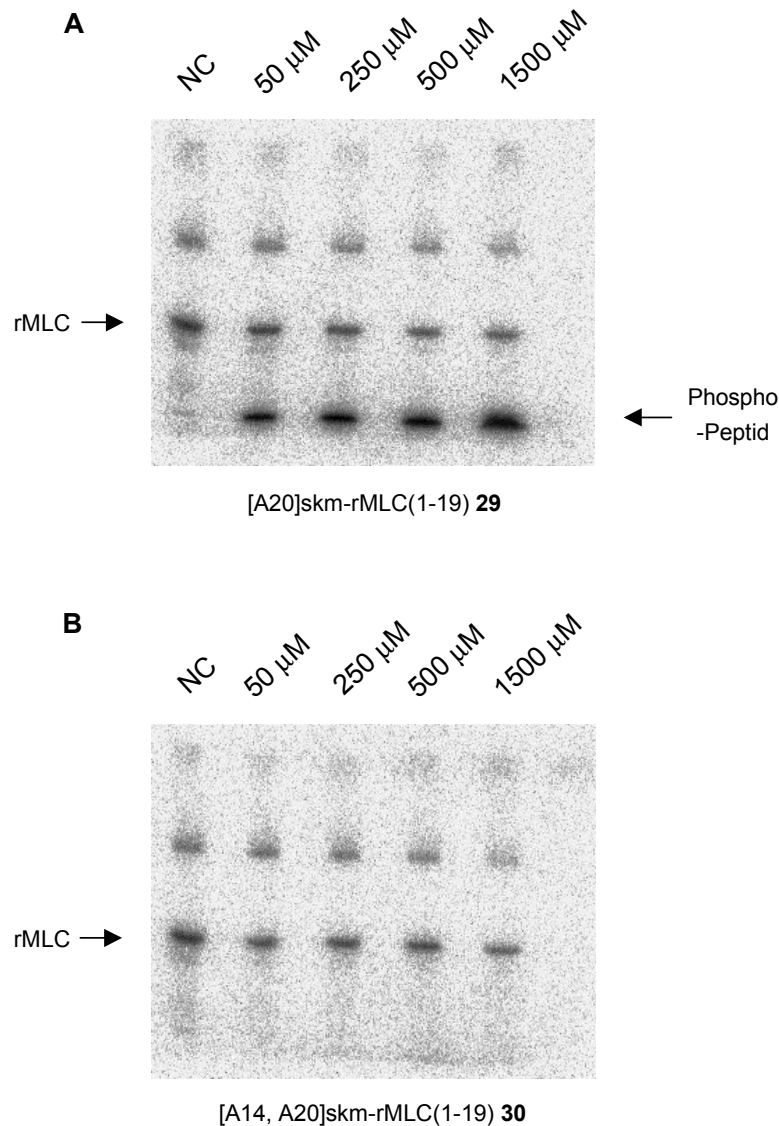 A
NC 50 μM 250 μM 500 μM 1500 μM
rMLC
Phospho
-Peptid
[A20]skm-rMLC(1-19) 29
B
NC 50 μM 250 μM 500 μM 1500 μM
rMLC
[A14, A20]skm-rMLC(1-19) 30